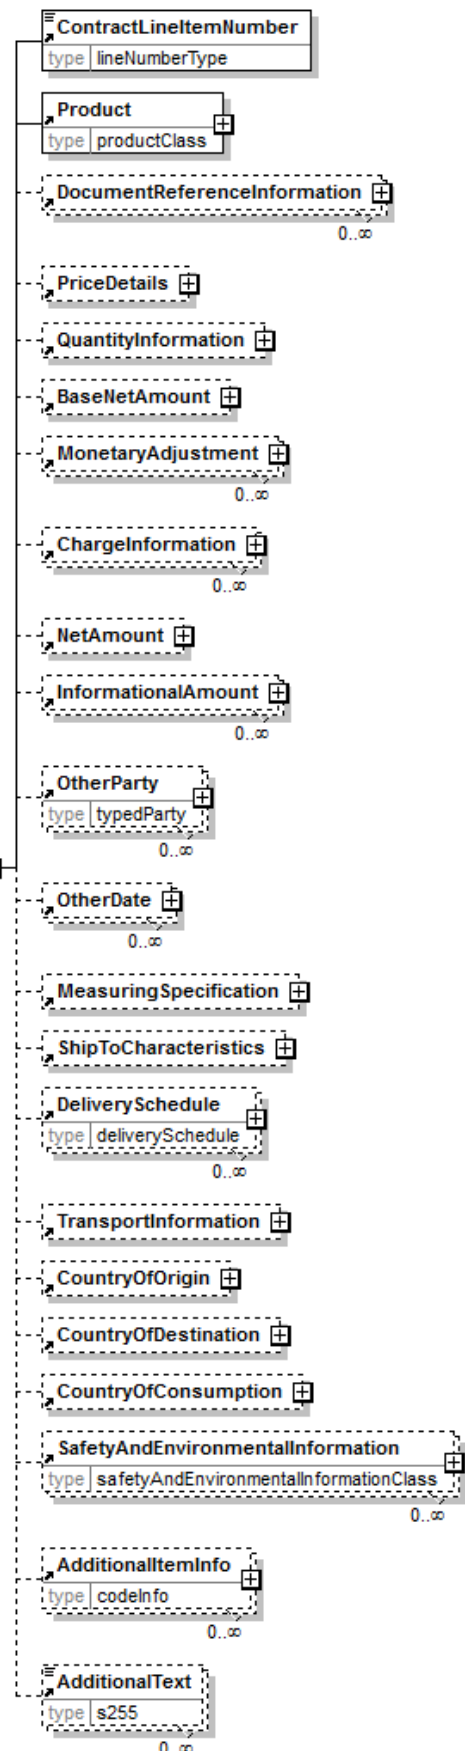 ContractLineItemNumber
type lineNumberType
Product
type productClass
DocumentReferenceInformation
0..∞
PriceDetails
QuantityInformation
BaseNetAmount
MonetaryAdjustment
0..∞
ChargeInformation
0..∞
NetAmount
InformationalAmount
0..∞
OtherParty
type typedParty
0..∞
OtherDate
0..∞
MeasuringSpecification
ShipToCharacteristics
DeliverySchedule
type deliverySchedule
0..∞
TransportInformation
CountryOfOrigin
CountryOfDestination
CountryOfConsumption
SafetyAndEnvironmentalInformation
type safetyAndEnvironmentalInformationClass
0..∞
AdditionalItemInfo
type codeInfo
0..∞
AdditionalText
type s255
0..∞